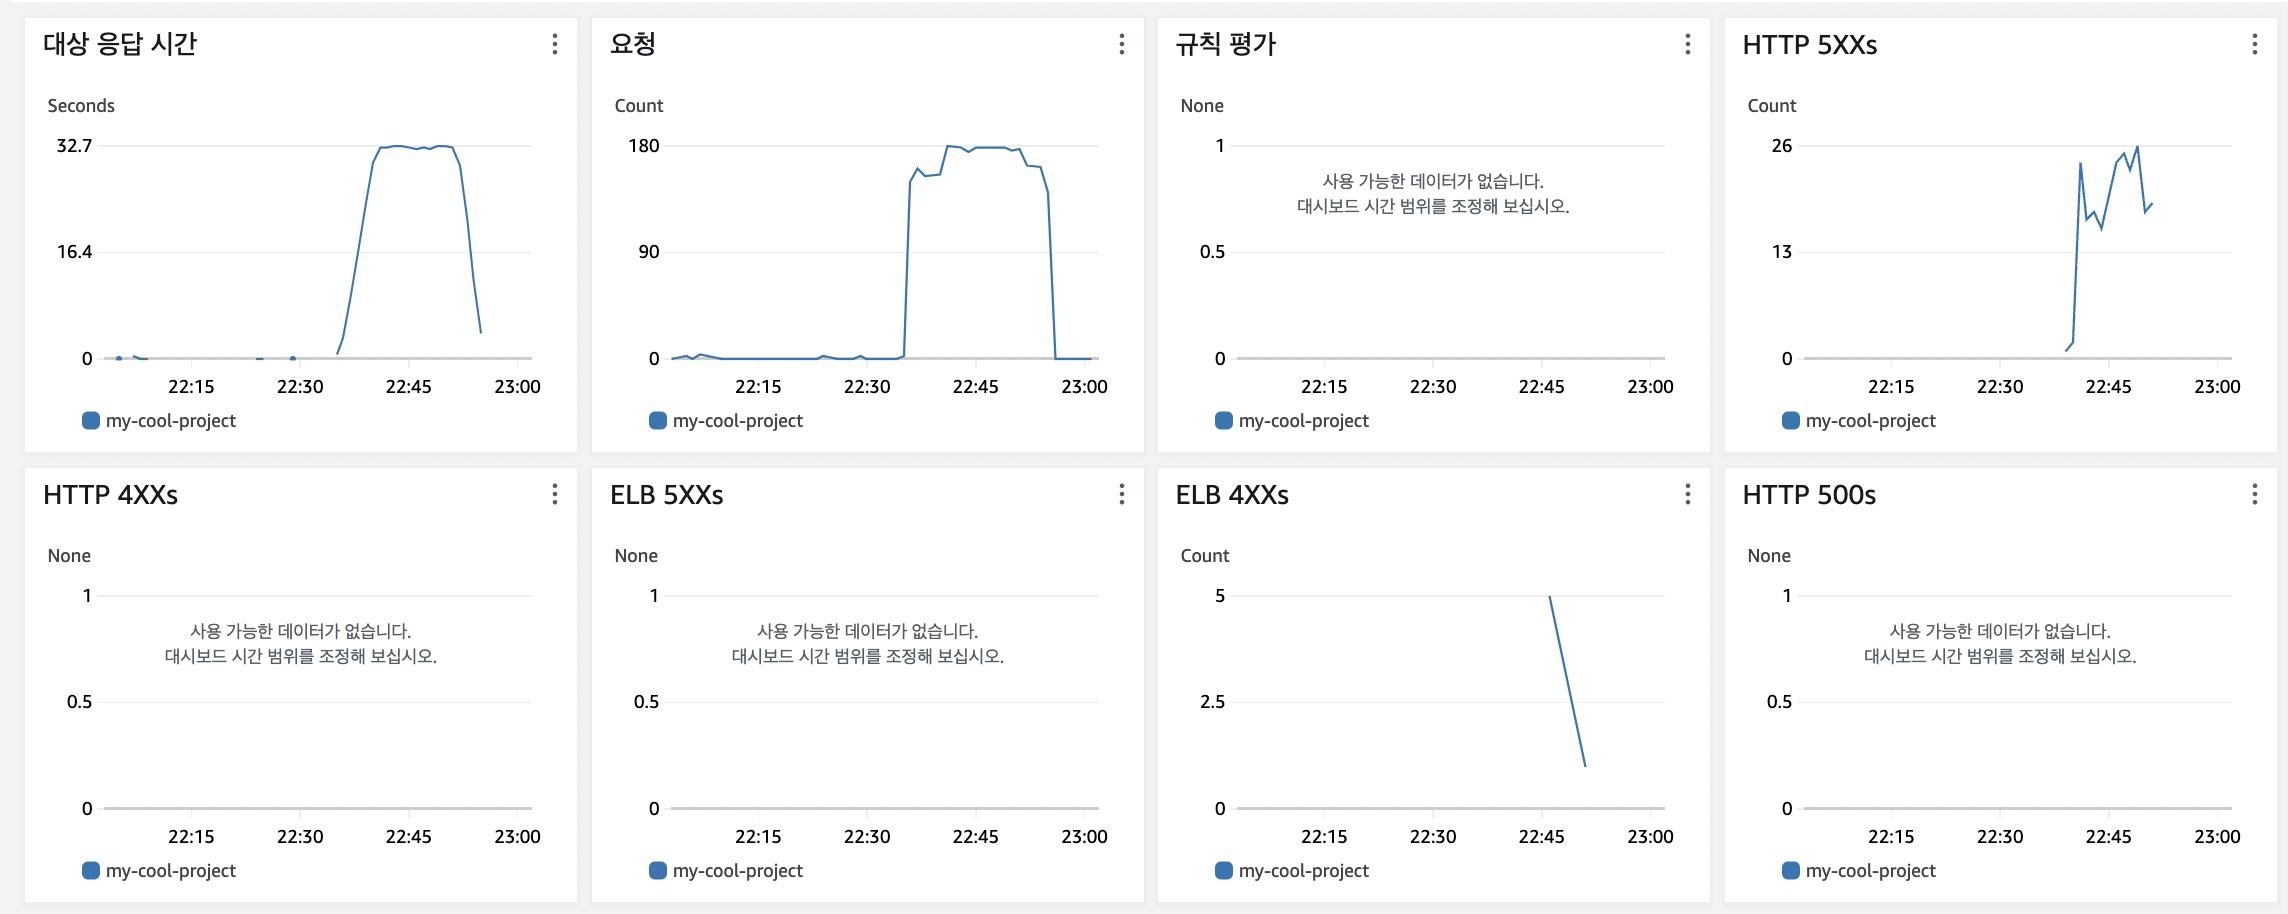 대상 응답 시간
Seconds
32.7
16.4
0
22:15 22:30 22:45 23:00
my-cool-project
요청
Count
180
90
0
22:15 22:30 22:45 23:00
my-cool-project
규칙 평가
None
1
사용 가능한 데이터가 없습니다.
대시보드 시간 범위를 조정해 보십시오.
0.5
0
22:15 22:30 22:45 23:00
my-cool-project
HTTP 5XXs
Count
26
13
0
22:15 22:30 22:45 23:00
my-cool-project
HTTP 4XXs
None
1
사용 가능한 데이터가 없습니다.
대시보드 시간 범위를 조정해 보십시오.
0.5
0
22:15 22:30 22:45 23:00
my-cool-project
ELB 5XXs
None
1
사용 가능한 데이터가 없습니다.
대시보드 시간 범위를 조정해 보십시오.
0.5
0
22:15 22:30 22:45 23:00
my-cool-project
ELB 4XXs
Count
5
2.5
0
22:15 22:30 22:45 23:00
my-cool-project
HTTP 500s
None
1
사용 가능한 데이터가 없습니다.
대시보드 시간 범위를 조정해 보십시오.
0.5
0
22:15 22:30 22:45 23:00
my-cool-project